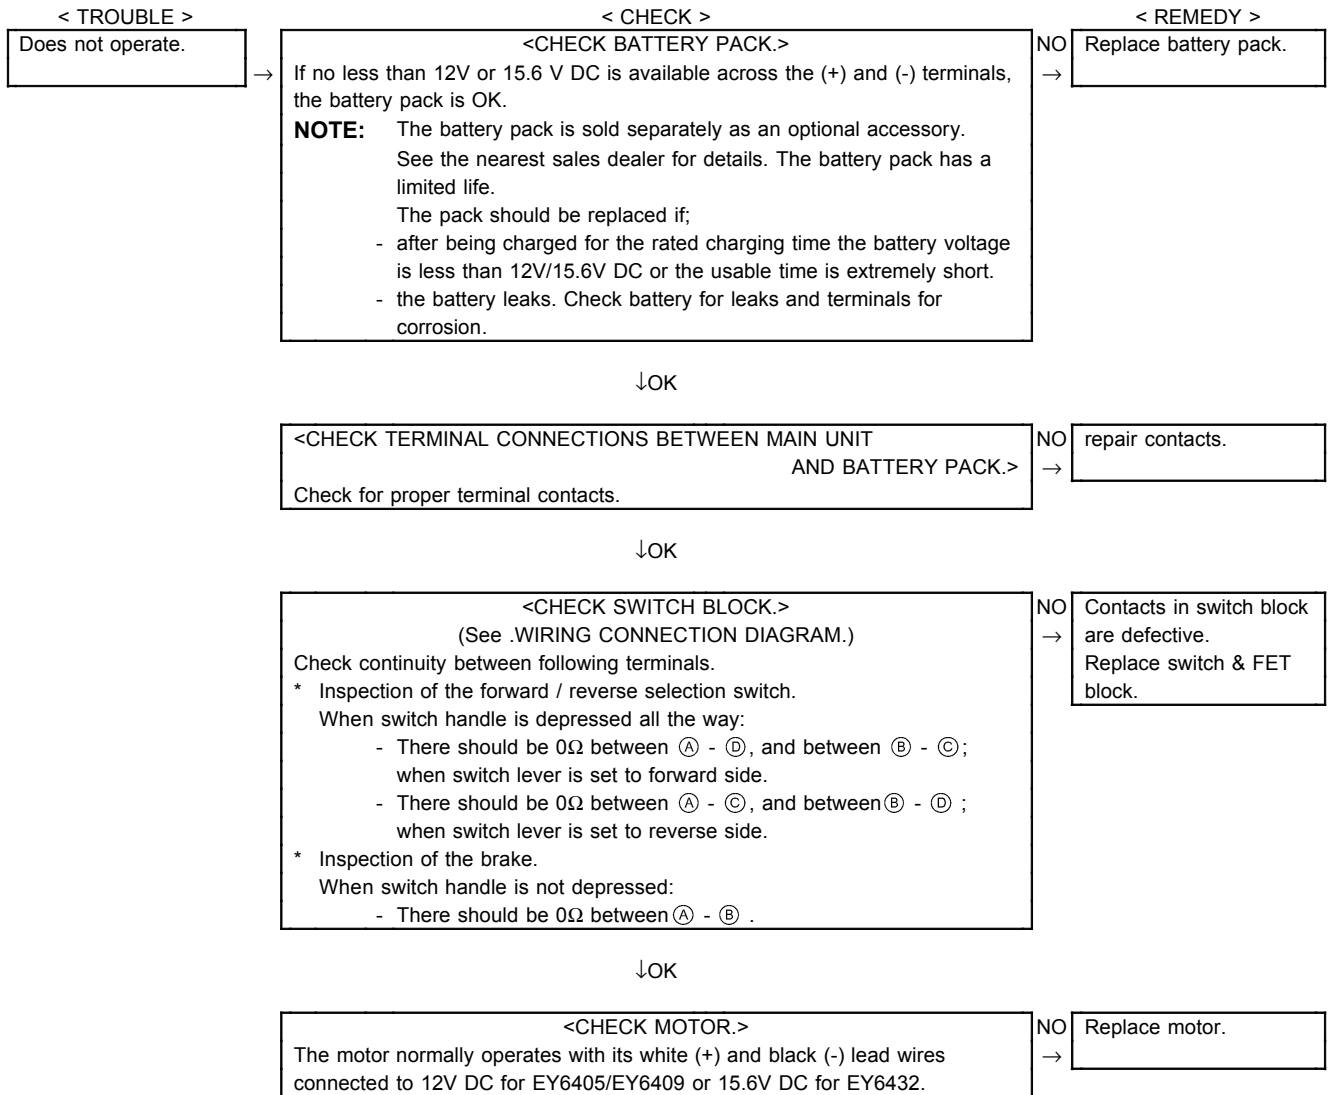 < TROUBLE > < CHECK > < REMEDY >
Does not operate.
→
<CHECK BATTERY PACK.>
If no less than 12V or 15.6 V DC is available across the (+) and (-) terminals,
the battery pack is OK.
NOTE: The battery pack is sold separately as an optional accessory.
See the nearest sales dealer for details. The battery pack has a
limited life.
The pack should be replaced if;
- after being charged for the rated charging time the battery voltage
is less than 12V/15.6V DC or the usable time is extremely short.
- the battery leaks. Check battery for leaks and terminals for
corrosion.
NO
→
Replace battery pack.
↓OK
<CHECK TERMINAL CONNECTIONS BETWEEN MAIN UNIT
AND BATTERY PACK.>
Check for proper terminal contacts.
NO
→
repair contacts.
↓OK
<CHECK SWITCH BLOCK.>
(See .WIRING CONNECTION DIAGRAM.)
Check continuity between following terminals.
* Inspection of the forward / reverse selection switch.
When switch handle is depressed all the way:
- There should be 0Ω between Ⓐ - Ⓓ, and between Ⓑ - Ⓒ;
when switch lever is set to forward side.
- There should be 0Ω between Ⓐ - Ⓒ, and between Ⓑ - Ⓓ ;
when switch lever is set to reverse side.
* Inspection of the brake.
When switch handle is not depressed:
- There should be 0Ω between Ⓐ - Ⓑ .
NO
→
Contacts in switch block
are defective.
Replace switch & FET
block.
↓OK
<CHECK MOTOR.>
The motor normally operates with its white (+) and black (-) lead wires
connected to 12V DC for EY6405/EY6409 or 15.6V DC for EY6432.
NO
→
Replace motor.